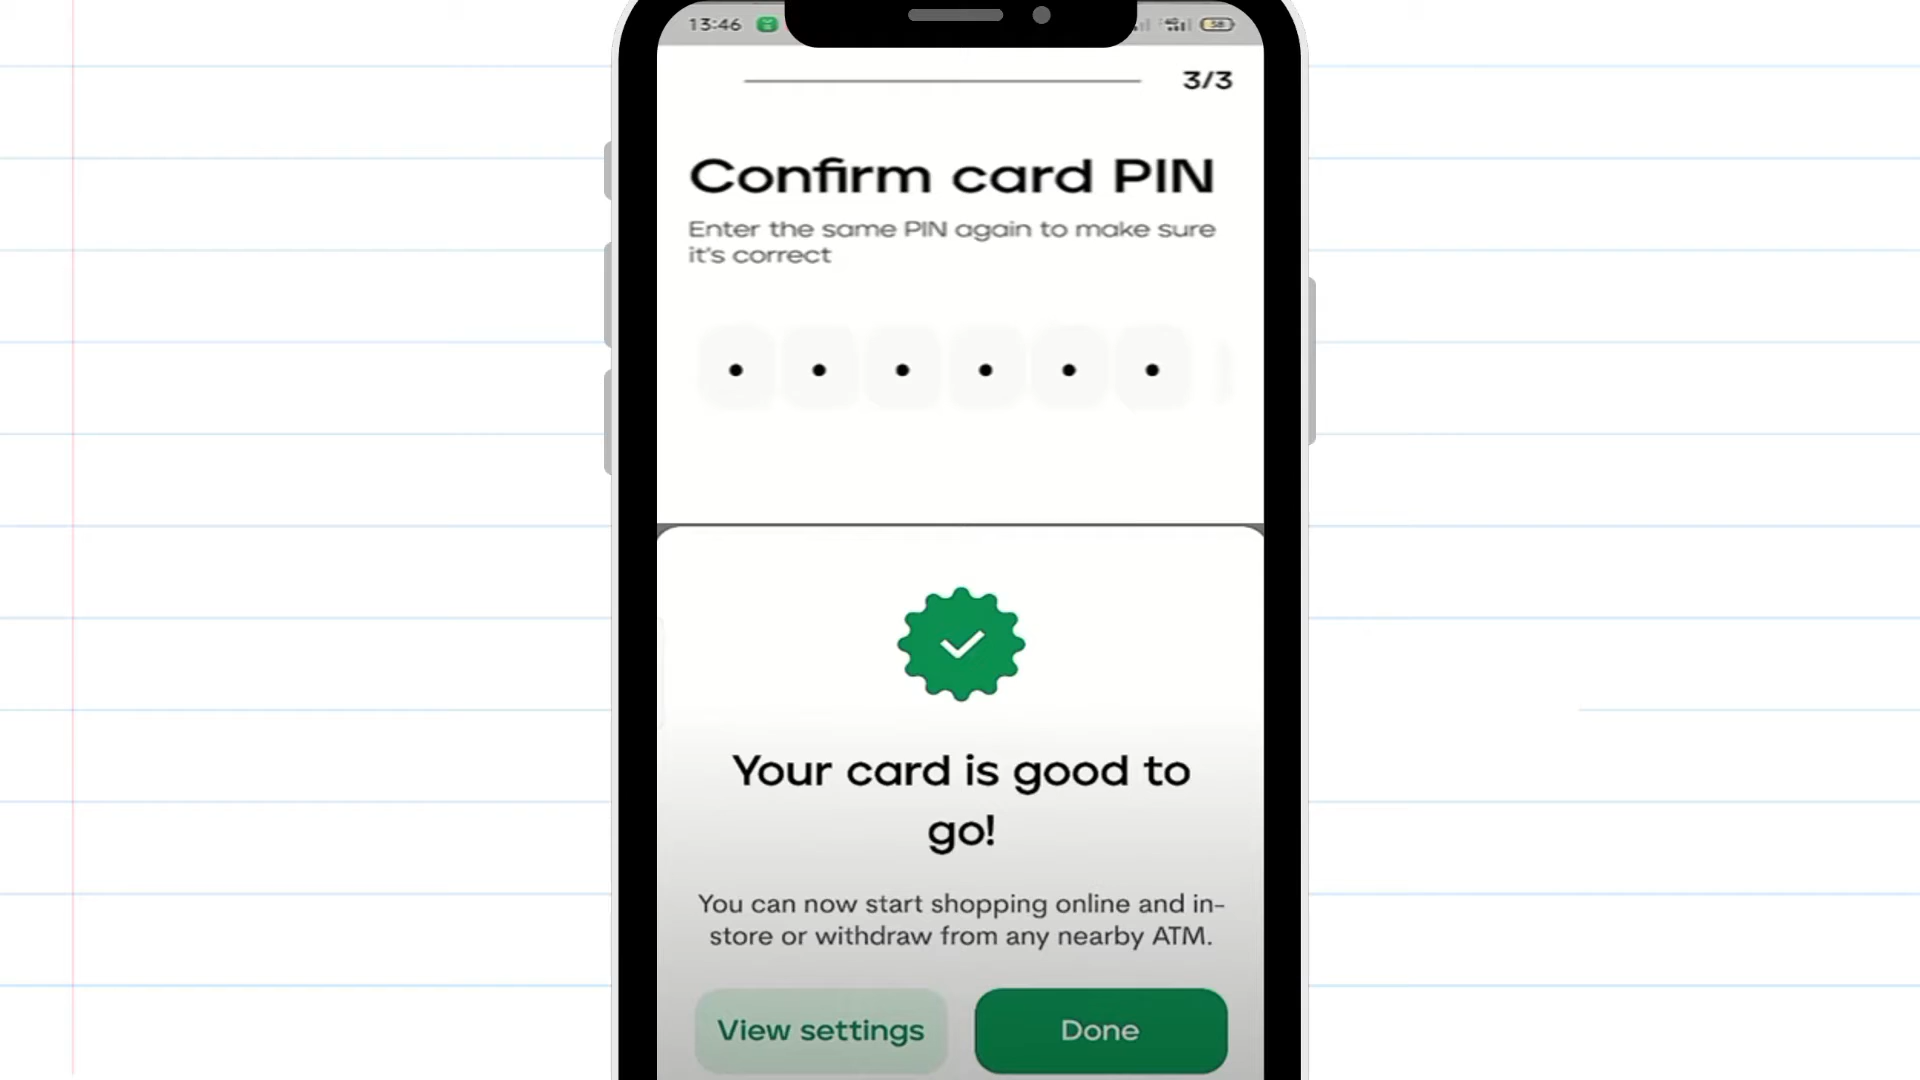 13:46
58
3/3
Confirm card PIN
Enter the same PIN again to make sure
it's correct
Your card is good to
go!
You can now start shopping online and in-
store or withdraw from any nearby ATM.
View settings
Done